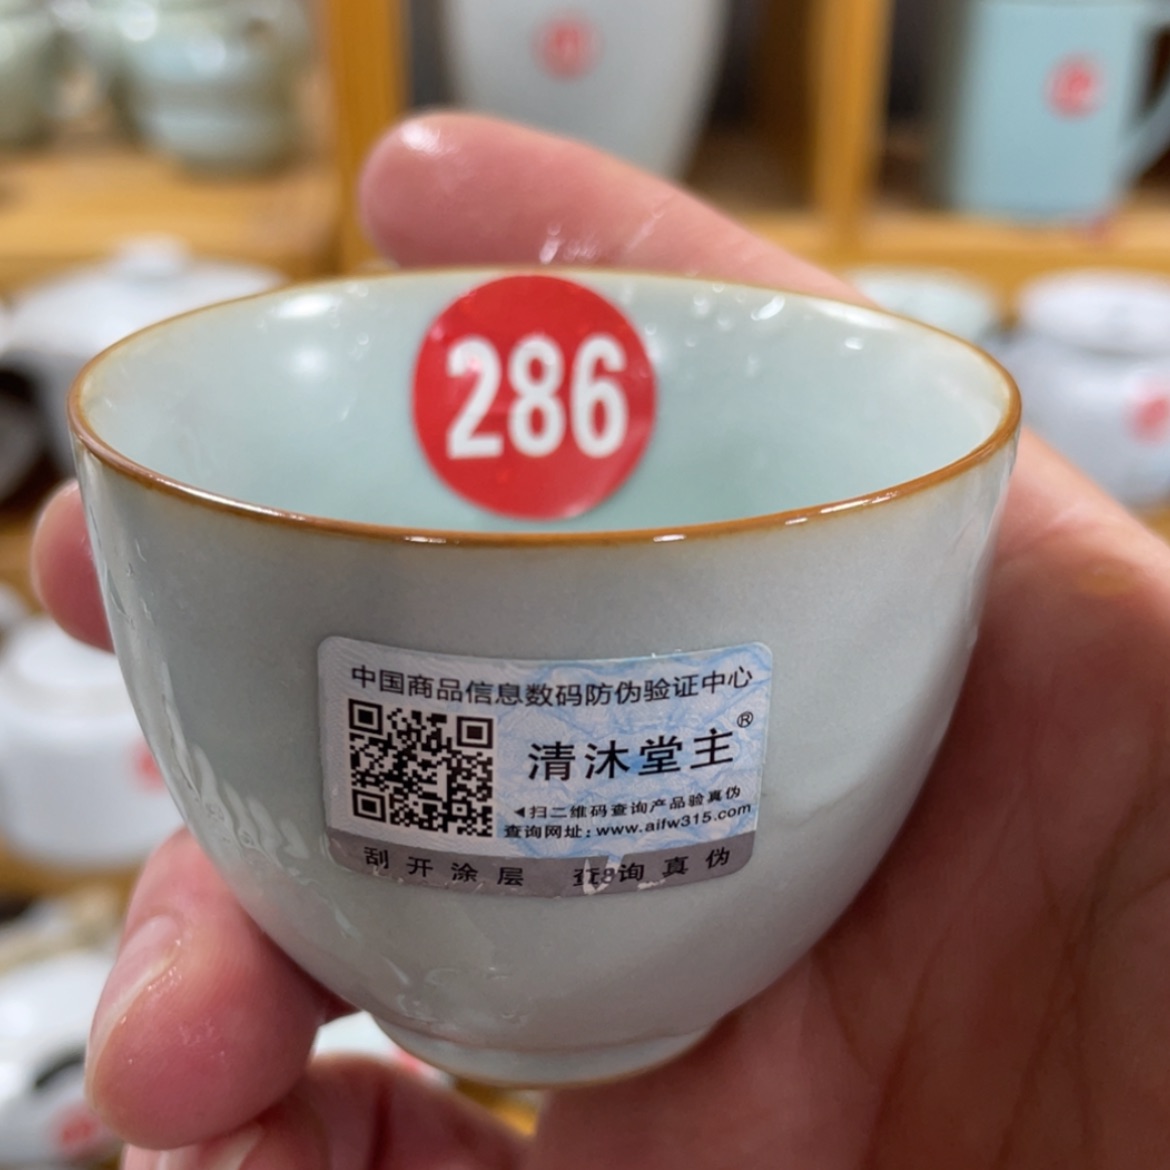 286
中国商品信息数码防伪验证中心
清沐堂主®
◀扫二维码查询产品验真伪
查询网址：www.aifw315.com
刮开涂层 查询真伪